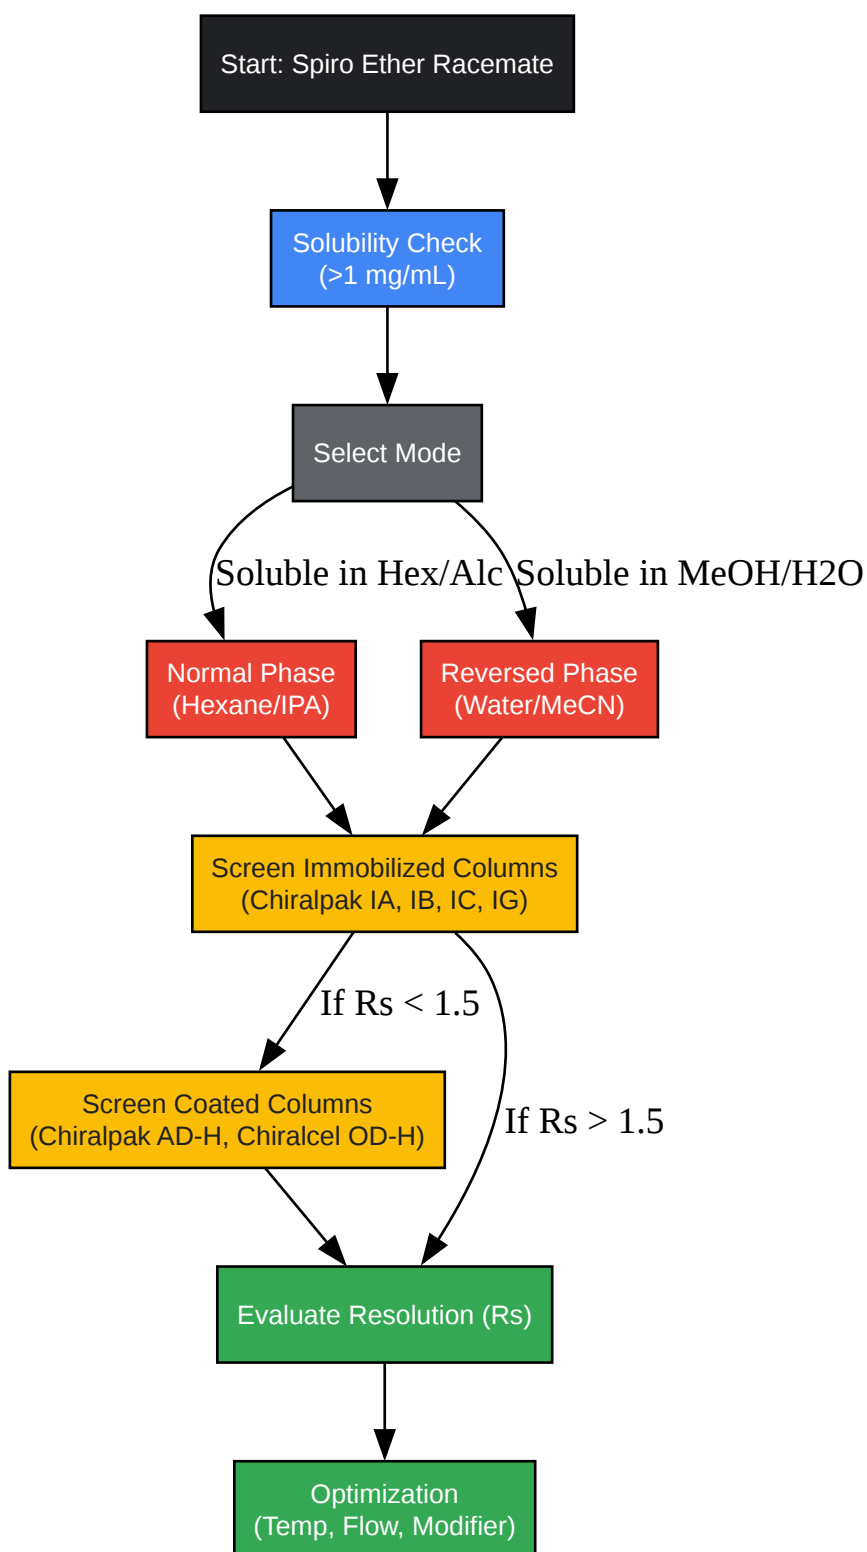 Start: Spiro Ether Racemate
Solubility Check
(>1 mg/mL)
Select Mode
Soluble in Hex/Alc
Soluble in MeOH/H2O
Normal Phase
(Hexane/IPA)
Reversed Phase
(Water/MeCN)
Screen Immobilized Columns
(Chiralpak IA, IB, IC, IG)
If Rs < 1.5
Screen Coated Columns
(Chiralpak AD-H, Chiralcel OD-H)
If Rs > 1.5
Evaluate Resolution (Rs)
Optimization
(Temp, Flow, Modifier)